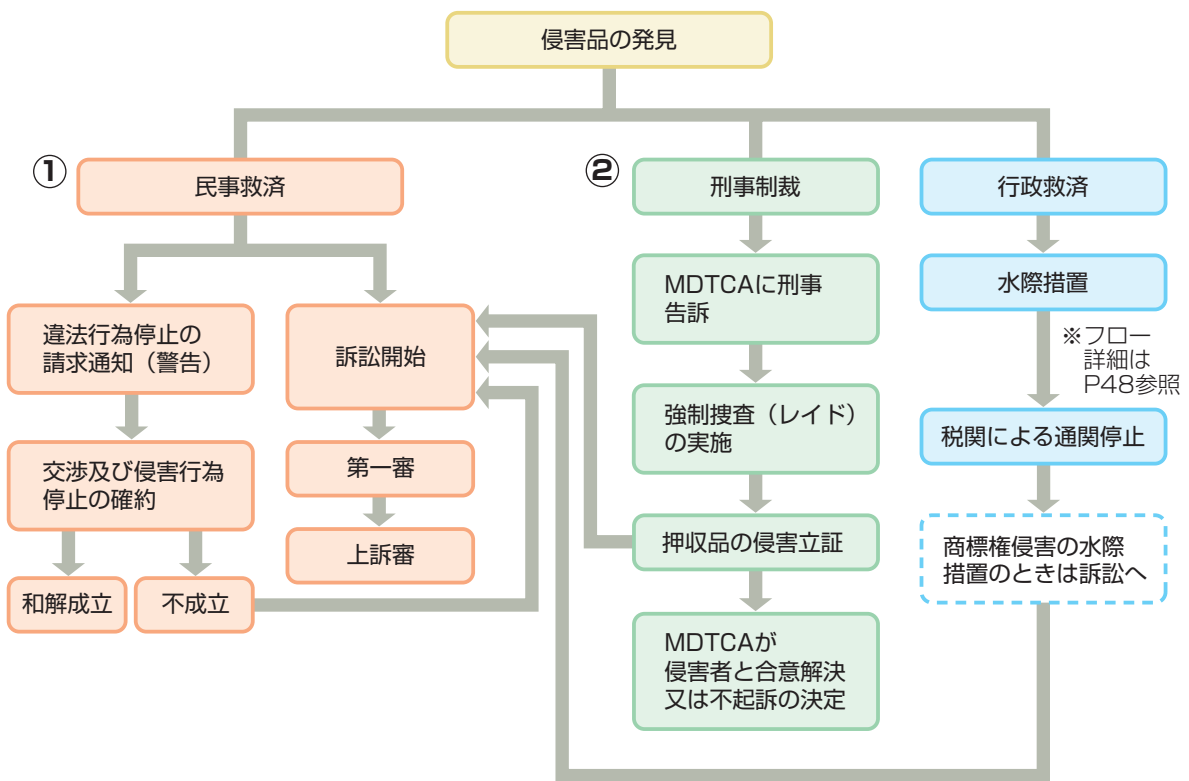 侵害品の発見
①
民事救済
違法行為停止の
請求通知（警告）
交渉及び侵害行為
停止の確約
和解成立
不成立
訴訟開始
第一審
上訴審
②
刑事制裁
MDTCAに刑事
告訴
強制捜査（レイド）
の実施
押収品の侵害立証
MDTCAが
侵害者と合意解決
又は不起訴の決定
行政救済
水際措置
※フロー
詳細は
P48参照
税関による通関停止
商標権侵害の水際
措置のときは訴訟へ